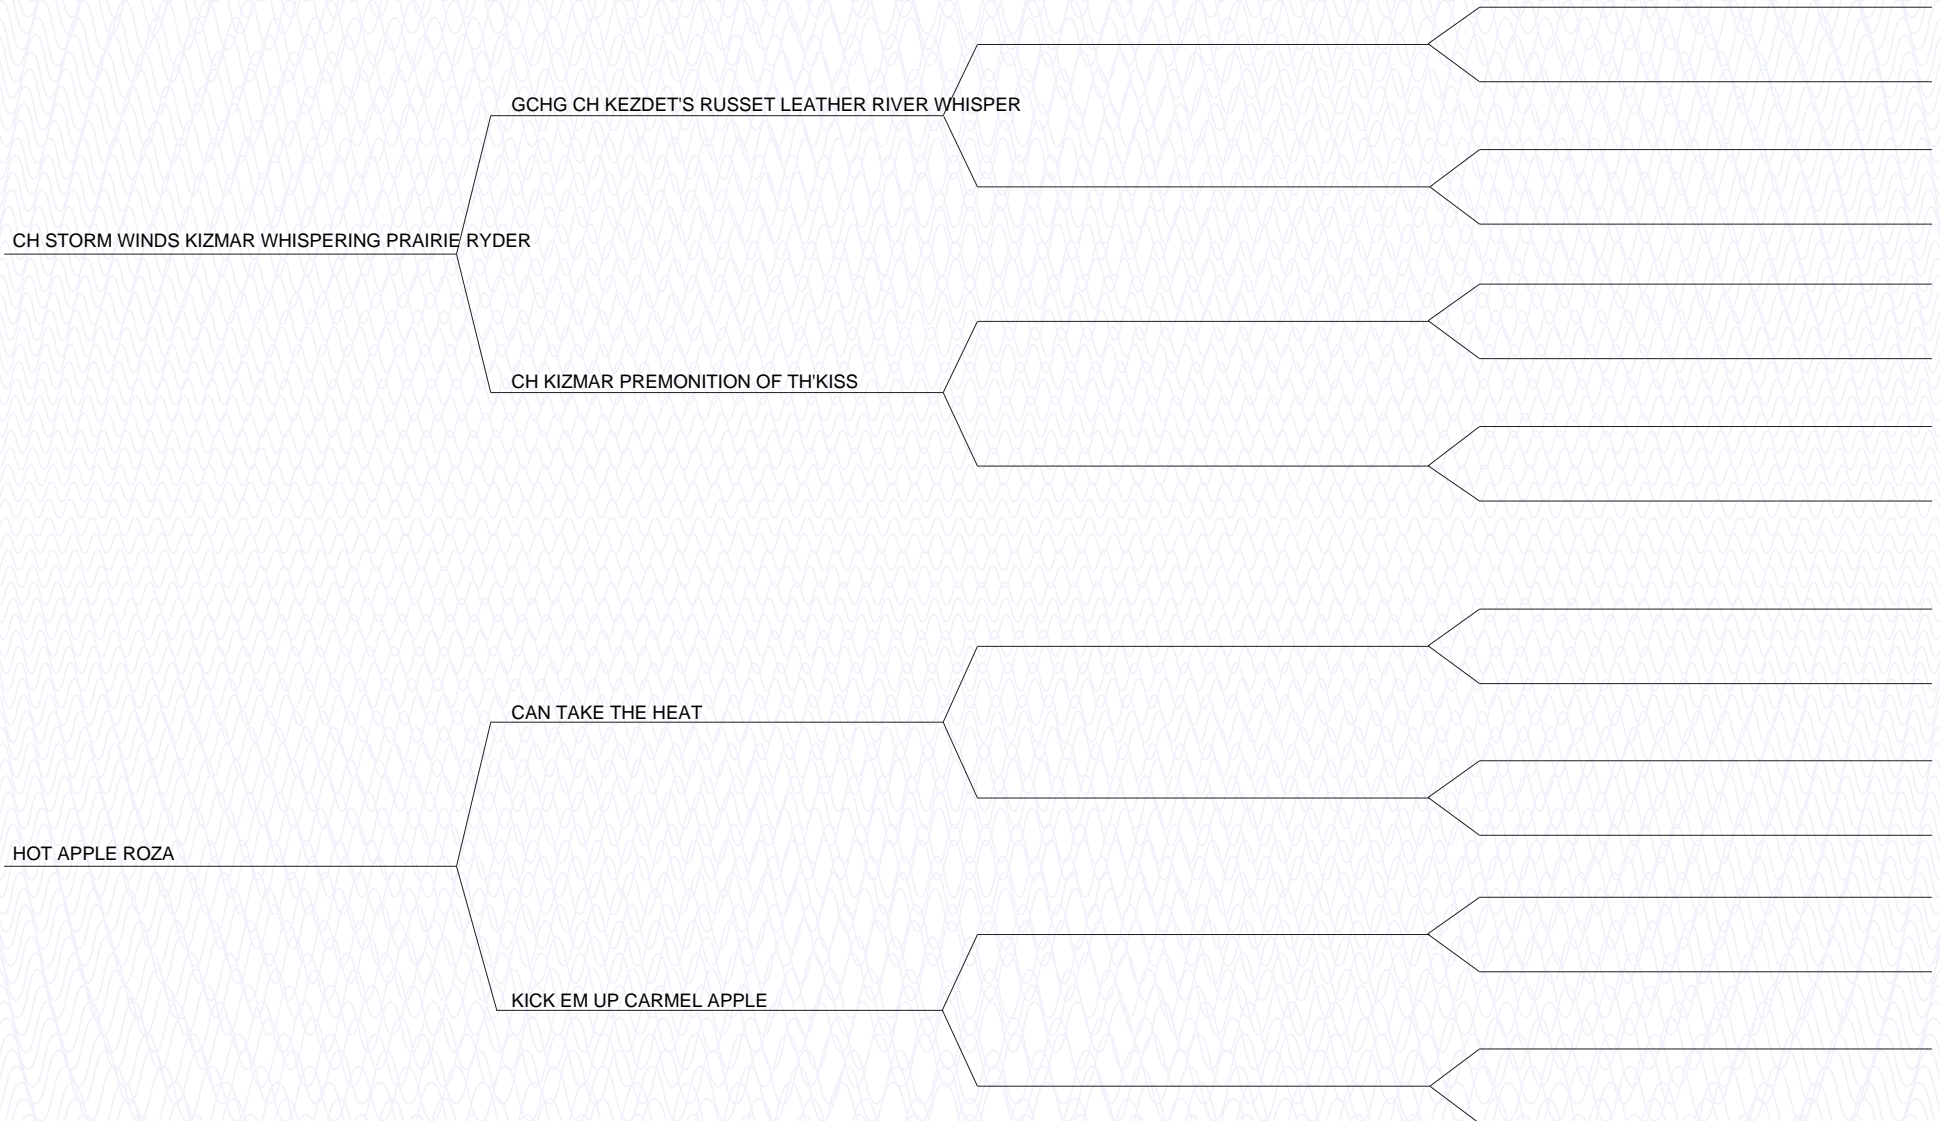 GCHG CH KEZDET'S RUSSET LEATHER RIVER WHISPER
CH STORM WINDS KIZMAR WHISPERING PRAIRIE RYDER
CH KIZMAR PREMONITION OF TH'KISS
CAN TAKE THE HEAT
HOT APPLE ROZA
KICK EM UP CARMEL APPLE